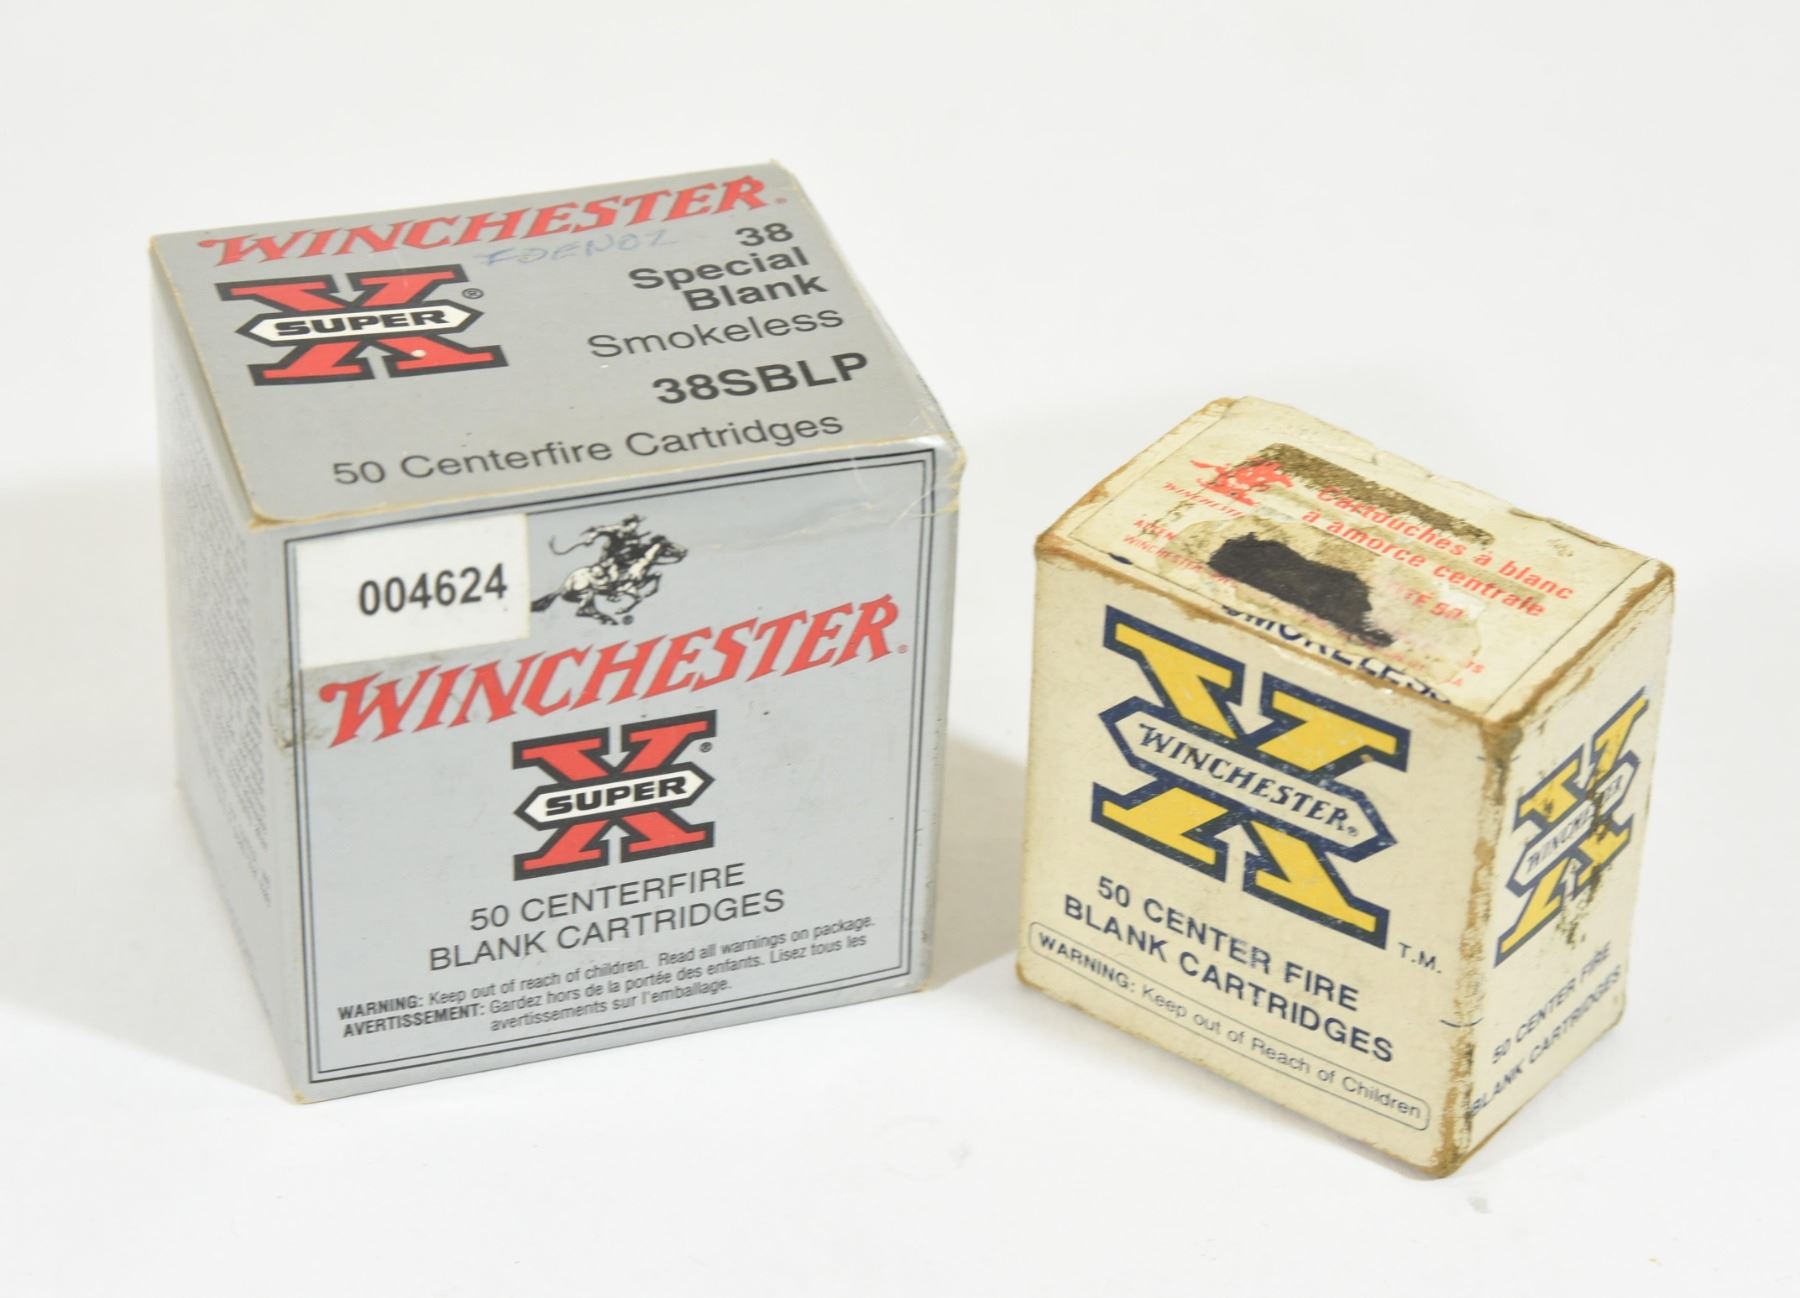 WINCHESTER®
X SUPER®
38
Special
Blank
Smokeless
38SBLP
50 Centerfire Cartridges
004624
WINCHESTER®
X SUPER®
50 CENTERFIRE
BLANK CARTRIDGES
WARNING: Keep out of reach of children. Read all warnings on package.
AVERTISSEMENT: Gardez hors de la portée des enfants. Lisez tous les
avertissements sur l'emballage.
WINCHESTER
Cartouches à blanc
à amorce centrale
SMOKELESS
X WINCHESTER®
T.M.
50 CENTER FIRE
BLANK CARTRIDGES
WARNING: Keep out of Reach of Children
X WINCHESTER
50 CENTER FIRE
BLANK CARTRIDGES